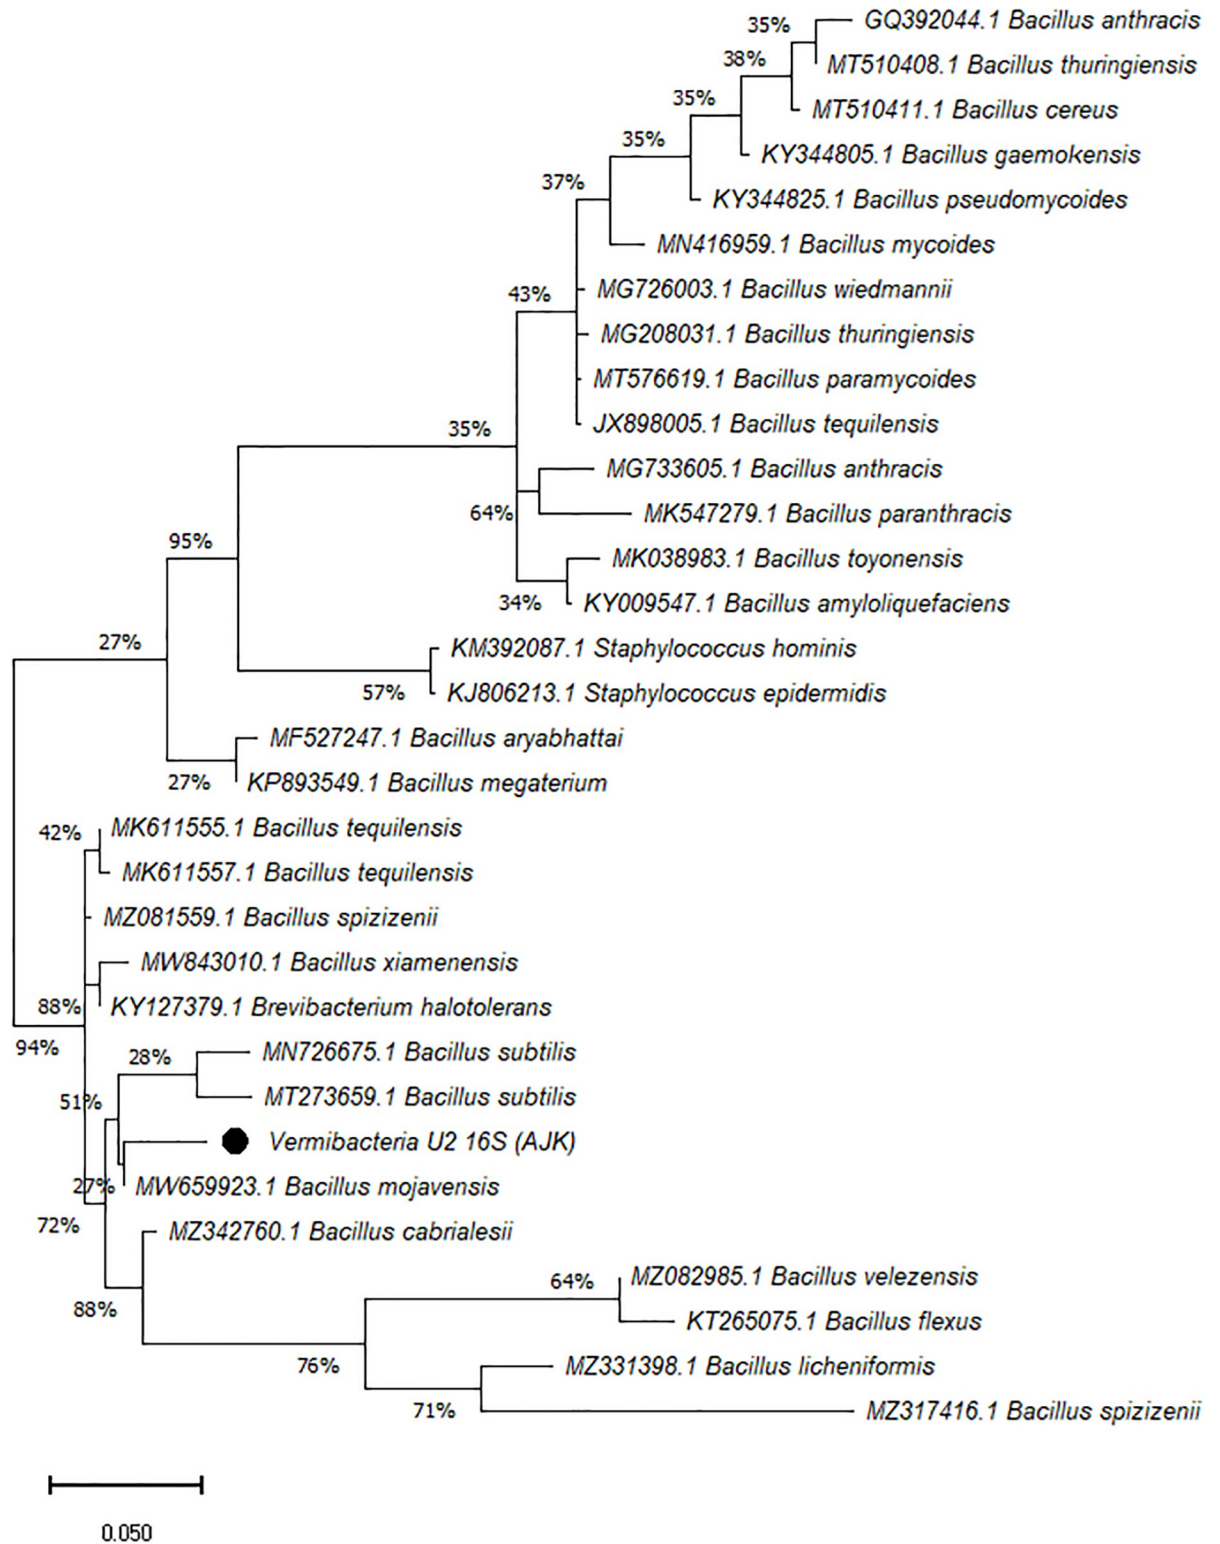 35%
GQ392044.1 Bacillus anthracis
38%
MT510408.1 Bacillus thuringiensis
35%
MT510411.1 Bacillus cereus
35%
KY344805.1 Bacillus gaemokensis
37%
KY344825.1 Bacillus pseudomycoides
MN416959.1 Bacillus mycoides
43%
MG726003.1 Bacillus wiedmannii
MG208031.1 Bacillus thuringiensis
MT576619.1 Bacillus paramycoides
35%
JX898005.1 Bacillus tequilensis
MG733605.1 Bacillus anthracis
64%
MK547279.1 Bacillus paranthracis
95%
MK038983.1 Bacillus toyonensis
34%
KY009547.1 Bacillus amyloliquefaciens
27%
KM392087.1 Staphylococcus hominis
57%
KJ806213.1 Staphylococcus epidermidis
MF527247.1 Bacillus aryabhattai
27%
KP893549.1 Bacillus megaterium
42%
MK611555.1 Bacillus tequilensis
MK611557.1 Bacillus tequilensis
MZ081559.1 Bacillus spizizenii
MW843010.1 Bacillus xiamenensis
88%
KY127379.1 Brevibacterium halotolerans
94%
28%
MN726675.1 Bacillus subtilis
51%
MT273659.1 Bacillus subtilis
Vermibacteria U2 16S (AJK)
27%
MW659923.1 Bacillus mojavensis
72%
MZ342760.1 Bacillus cabrialesii
64%
MZ082985.1 Bacillus velezensis
88%
KT265075.1 Bacillus flexus
76%
MZ331398.1 Bacillus licheniformis
71%
MZ317416.1 Bacillus spizizenii
0.050